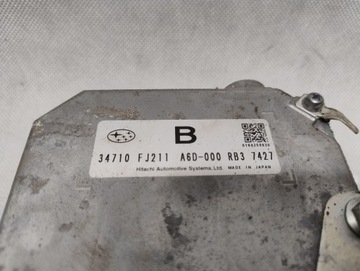 B
34710 FJ211 A6D-000 RB3 7427
Hitachi Automotive Systems, Ltd. MADE IN JAPAN